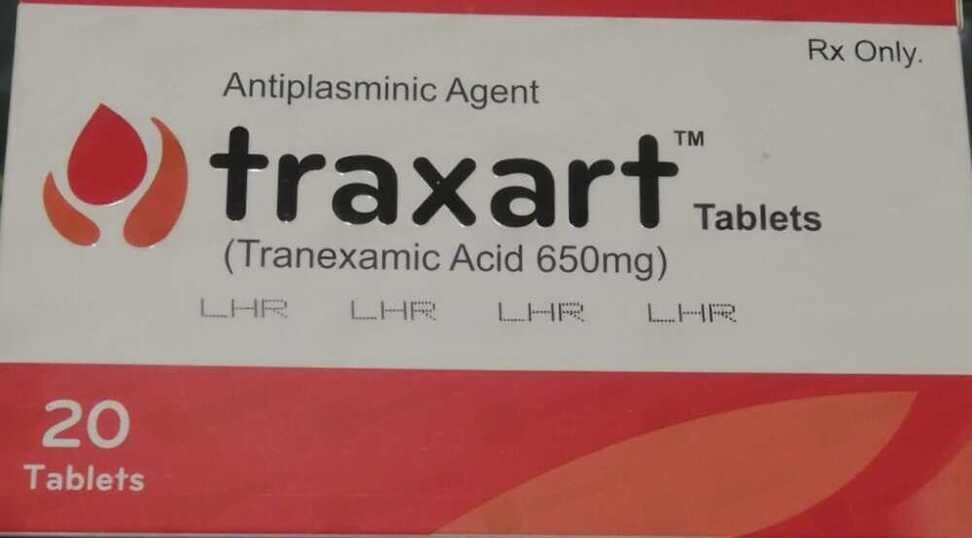 Rx Only.
Antiplasminic Agent
traxart™ Tablets
(Tranexamic Acid 650mg)
LHR LHR LHR LHR
20
Tablets